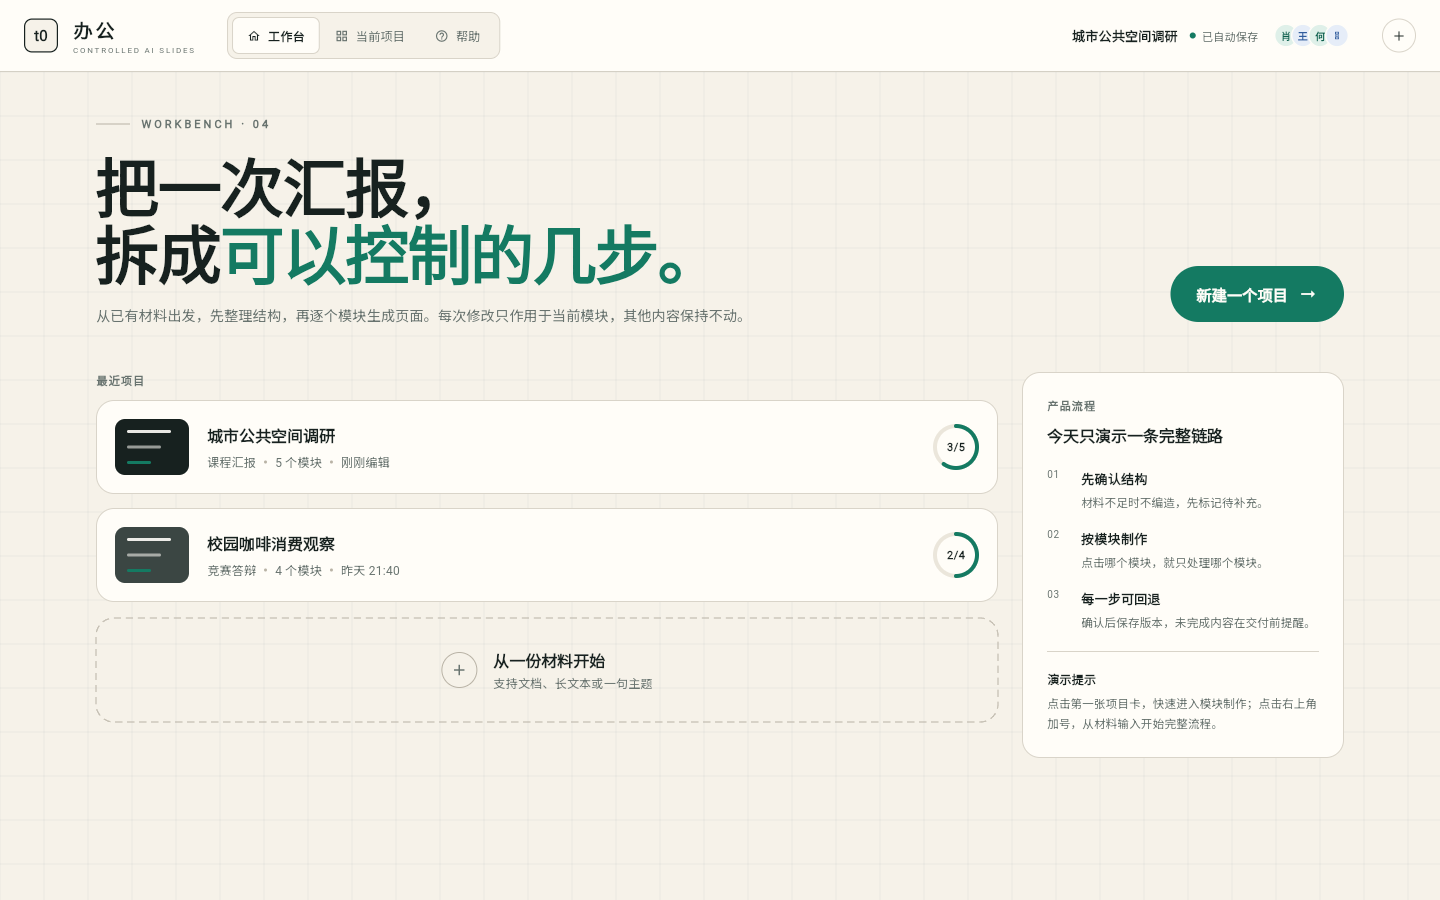 t0
办公
CONTROLLED AI SLIDES
工作台
当前项目
帮助
城市公共空间调研
已自动保存
肖
王
何
+
WORKBENCH · 04
把一次汇报，
拆成可以控制的几步。
从已有材料出发，先整理结构，再逐个模块生成页面。每次修改只作用于当前模块，其他内容保持不动。
新建一个项目 →
最近项目
城市公共空间调研
课程汇报 • 5 个模块 • 刚刚编辑
3/5
校园咖啡消费观察
竞赛答辩 • 4 个模块 • 昨天 21:40
2/4
+
从一份材料开始
支持文档、长文本或一句主题
产品流程
今天只演示一条完整链路
01
先确认结构
材料不足时不编造，先标记待补充。
02
按模块制作
点击哪个模块，就只处理哪个模块。
03
每一步可回退
确认后保存版本，未完成内容在交付前提醒。
演示提示
点击第一张项目卡，快速进入模块制作；点击右上角
加号，从材料输入开始完整流程。